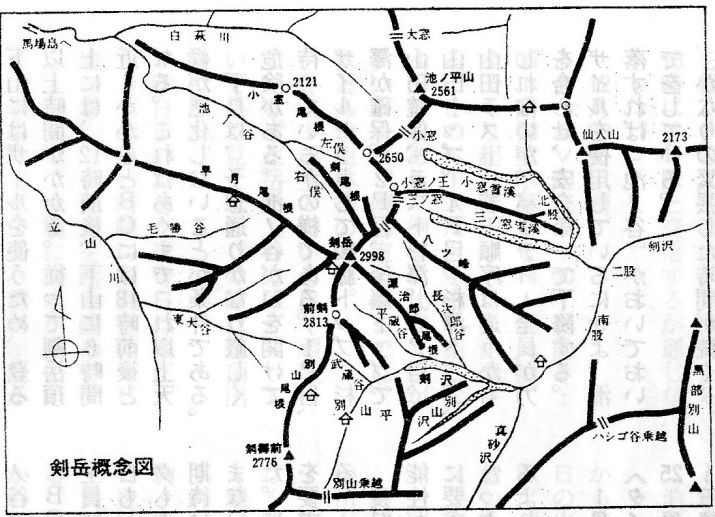 馬場島へ
白萩川
大窓
池ノ平山
2561
2121
小窓尾根
池ノ谷
左俣
小窓
仙人山
2173
2650
剣尾根
右俣
小窓ノ王
小窓雪渓
三ノ窓
北股
三ノ窓雪渓
早月尾根
毛勝谷
立山川
剣岳
2998
八ツ峰
剣沢
二股
南股
源治郎尾根
長次郎谷
平蔵谷
前剣
2813
東大谷
武蔵谷
別山尾根
剣沢
別山平
別山沢
真砂沢
黒部別山
ハシゴ谷乗越
剣御前
2776
別山乗越
剣岳概念図